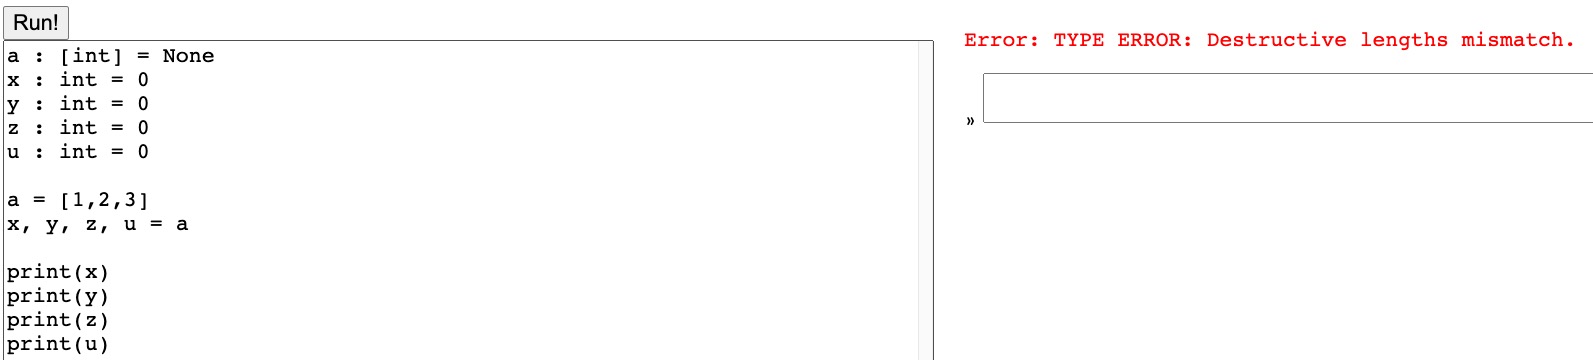 Run!
a : [int] = None
x : int = 0
y : int = 0
z : int = 0
u : int = 0
a = [1,2,3]
x, y, z, u = a
print(x)
print(y)
print(z)
print(u)
Error: TYPE ERROR: Destructive lengths mismatch.
»